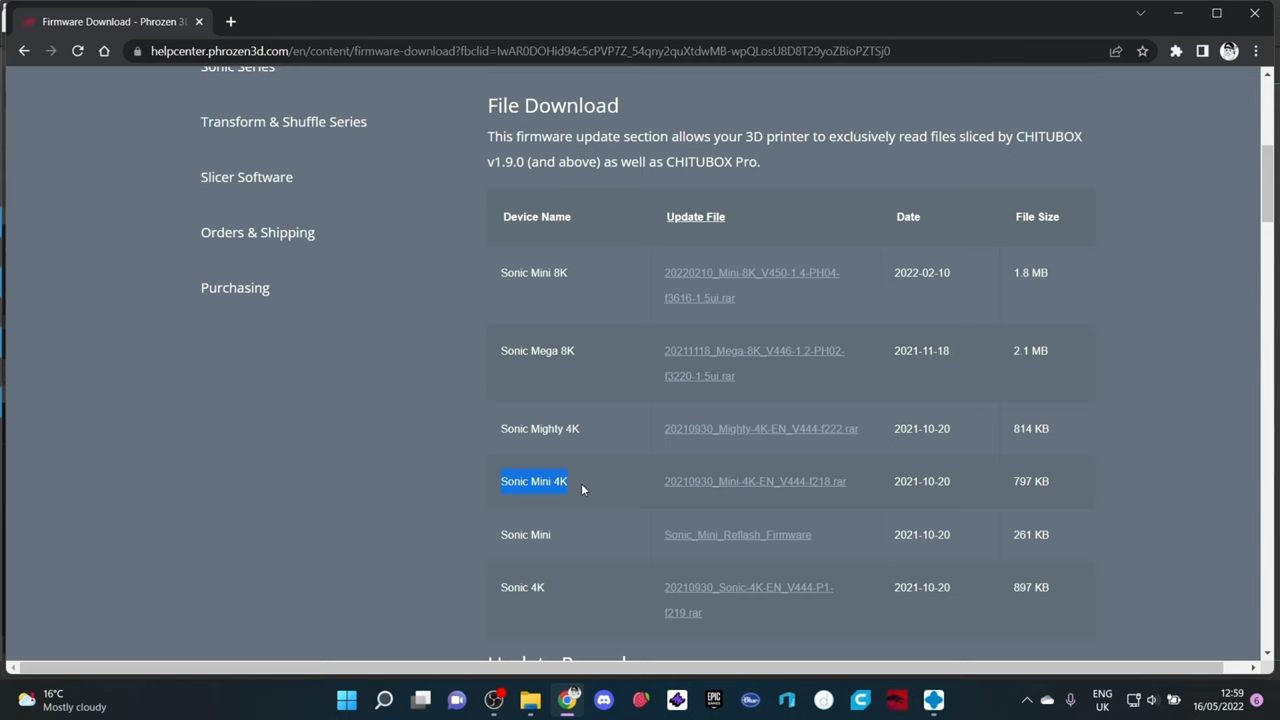 Firmware Download - Phrozen 3D
helpcenter.phrozen3d.com/en/content/firmware-download?fbclid=IwAR0DOHid94c5cPVP7Z_54qny2quXtdwMB-wpQLosU8D8T29yoZBioPZTSj0
Sonic Series
Transform & Shuffle Series
Slicer Software
Orders & Shipping
Purchasing
File Download
This firmware update section allows your 3D printer to exclusively read files sliced by CHITUBOX
v1.9.0 (and above) as well as CHITUBOX Pro.
Device Name Update File Date File Size
Sonic Mini 8K 20220210_Mini-8K_V450-1.4-PH04- 2022-02-10 1.8 MB
f3616-1.5ui.rar
Sonic Mega 8K 20211118_Mega-8K_V446-1.2-PH02- 2021-11-18 2.1 MB
f3220-1.5ui.rar
Sonic Mighty 4K 20210930_Mighty-4K-EN_V444-f222.rar 2021-10-20 814 KB
Sonic Mini 4K 20210930_Mini-4K-EN_V444-f218.rar 2021-10-20 797 KB
Sonic Mini Sonic_Mini_Reflash_Firmware 2021-10-20 261 KB
Sonic 4K 20210930_Sonic-4K-EN_V444-P1- 2021-10-20 897 KB
f219.rar
16°C
Mostly cloudy
EPIC
GAMES
ENG
UK
12:59
16/05/2022
6